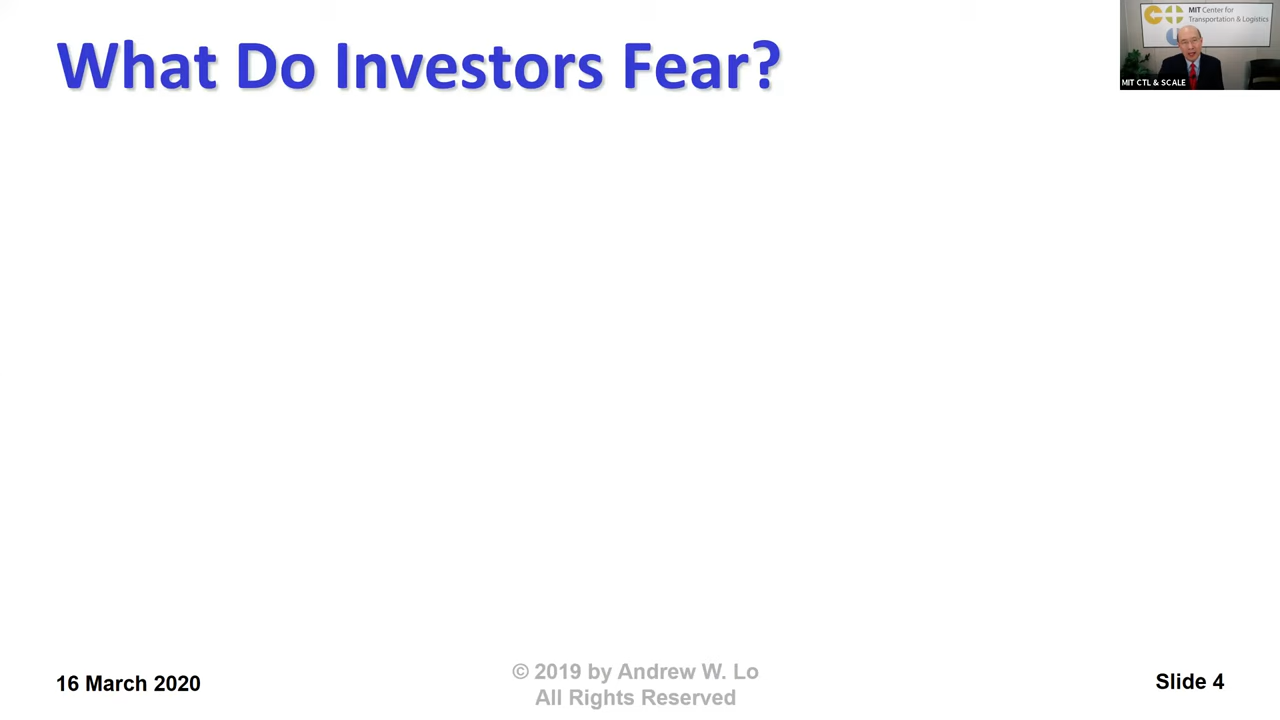 What Do Investors Fear?
MIT Center for
Transportation & Logistics
MIT CTL & SCALE
16 March 2020
© 2019 by Andrew W. Lo
All Rights Reserved
Slide 4